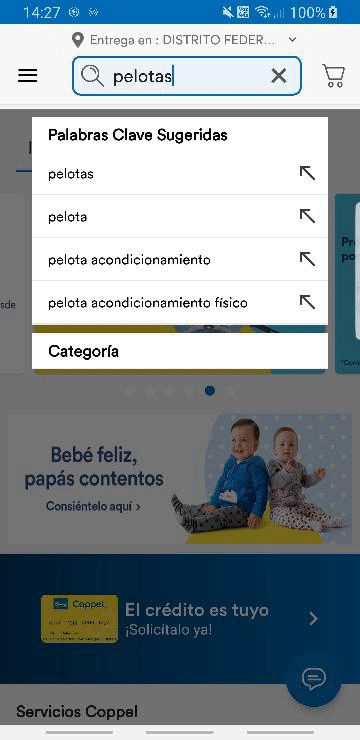 14:27
100%
Entrega en : DISTRITO FEDER...
pelotas
Palabras Clave Sugeridas
pelotas
pelota
pelota acondicionamiento
pelota acondicionamiento físico
Categoría
sde
Pr
po
*Cons
Bebé feliz,
papás contentos
Consiéntelo aquí >
Coppel
El crédito es tuyo
¡Solicítalo ya!
Servicios Coppel